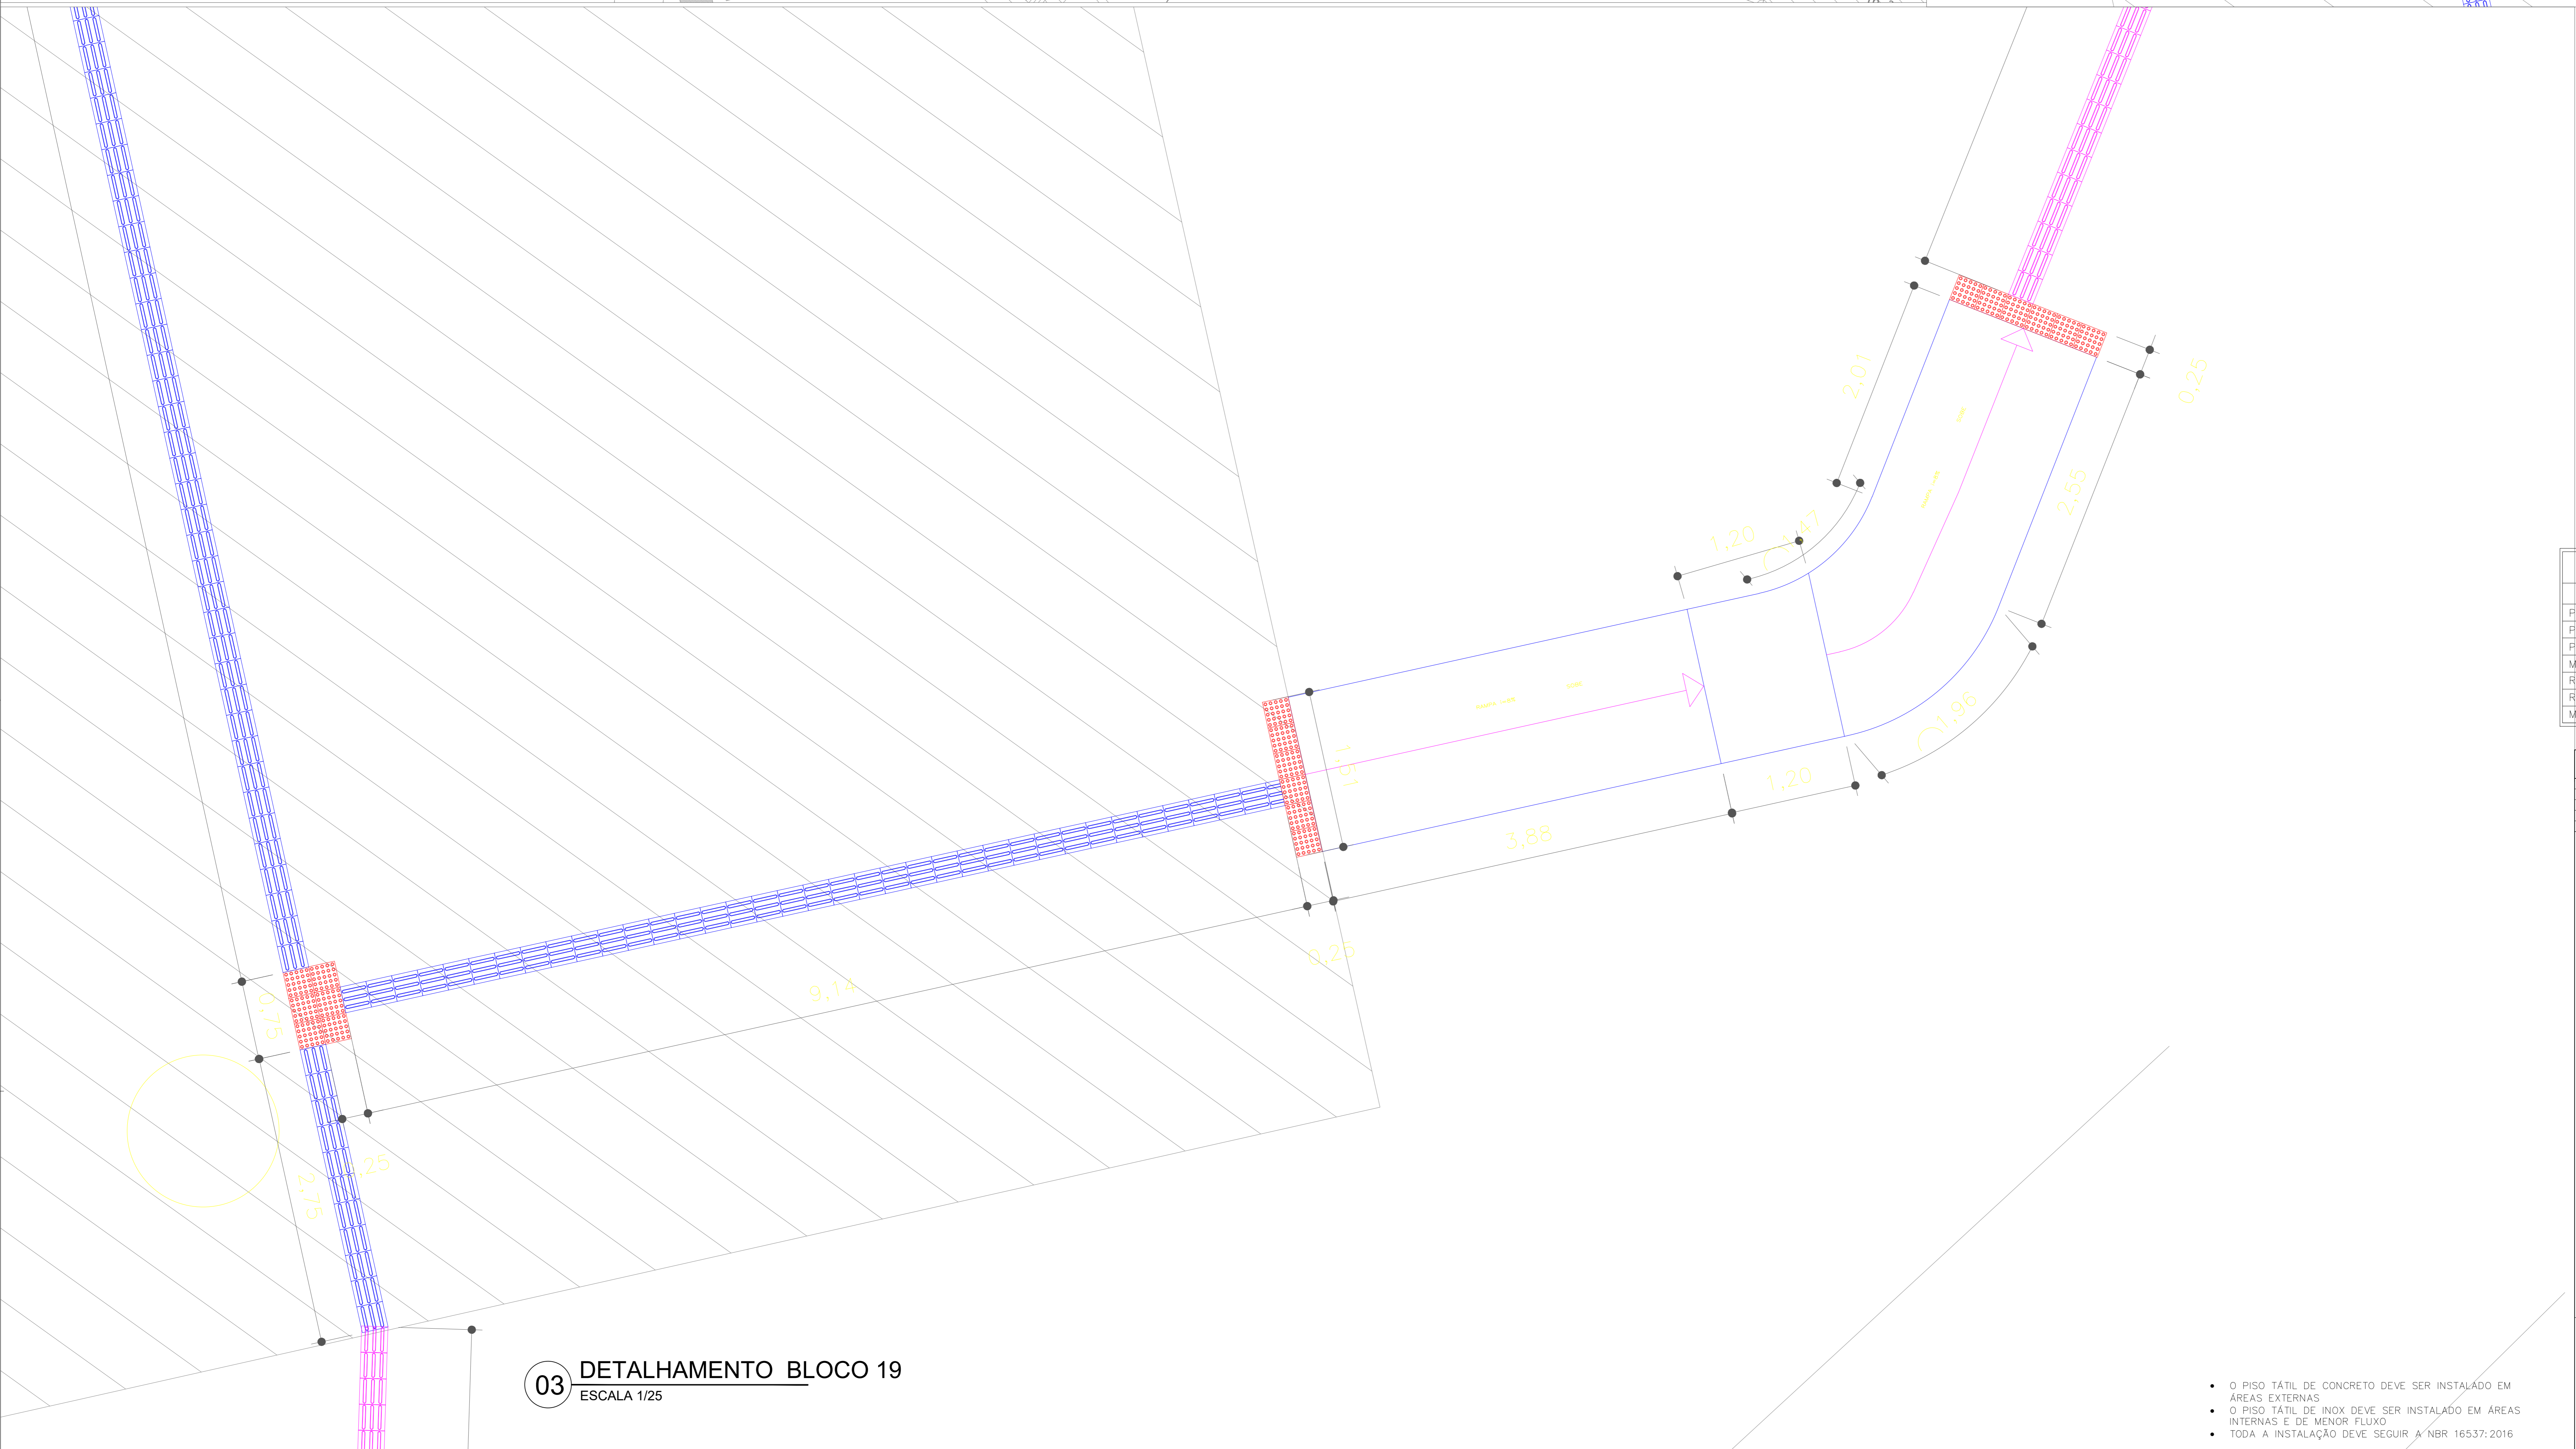 2,01
0,25
2,55
1,20
1,47
1,96
1,31
1,20
3.88
0,25
9,14
0,75
,25
2,75
03
DETALHAMENTO BLOCO 19
ESCALA 1/25
• O PISO TÁTIL DE CONCRETO DEVE SER INSTALADO EM
ÁREAS EXTERNAS
• O PISO TÁTIL DE INOX DEVE SER INSTALADO EM ÁREAS
INTERNAS E DE MENOR FLUXO
• TODA A INSTALAÇÃO DEVE SEGUIR A NBR 16537:2016
P
P
P
M
R
R
M